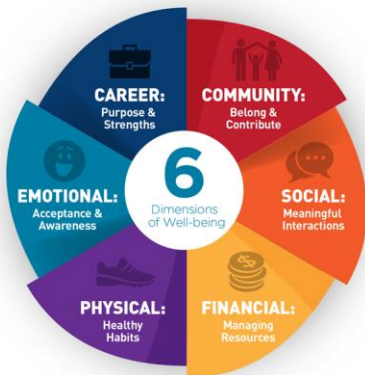 CAREER:
Purpose &
Strengths
COMMUNITY:
Belong &
Contribute
EMOTIONAL:
Acceptance &
Awareness
6
Dimensions
of Well-being
SOCIAL:
Meaningful
Interactions
PHYSICAL:
Healthy
Habits
FINANCIAL:
Managing
Resources